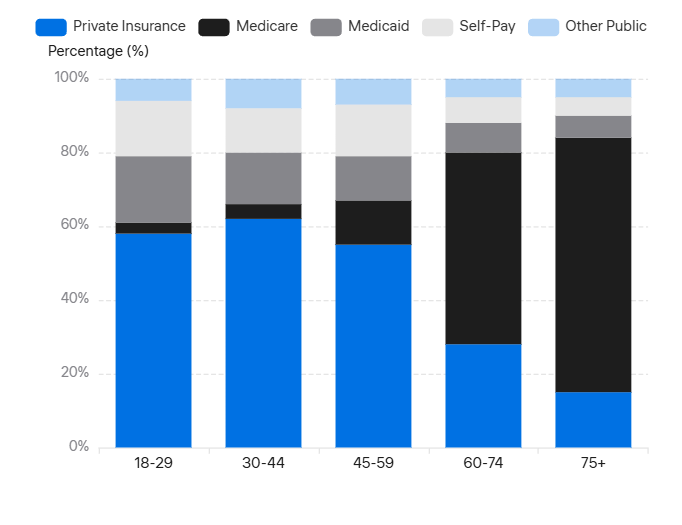 Private Insurance Medicare Medicaid Self-Pay Other Public
Percentage (%)
100%
80%
60%
40%
20%
0%
18-29 30-44 45-59 60-74 75+